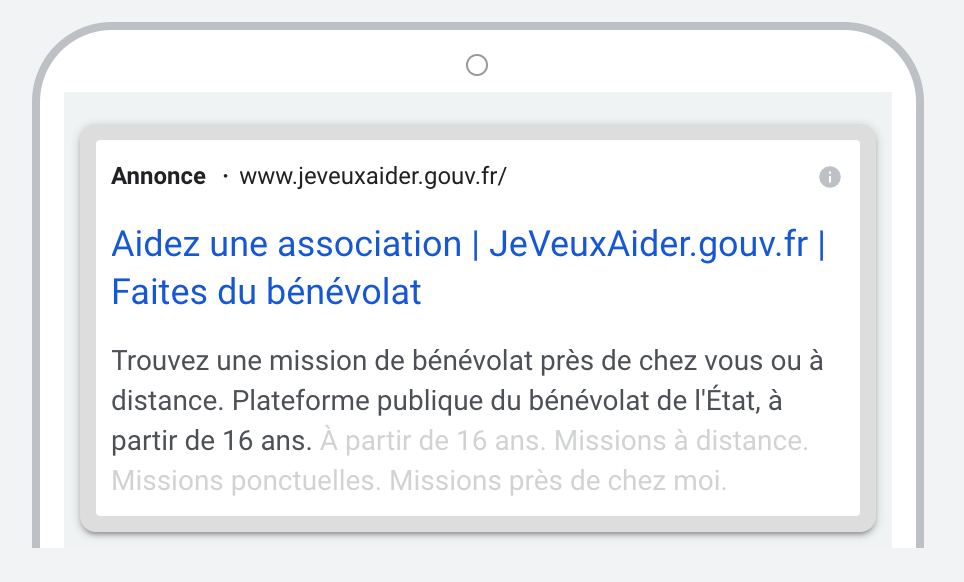 Annonce · www.jeveuxaider.gouv.fr/
Aidez une association | JeVeuxAider.gouv.fr |
Faites du bénévolat
Trouvez une mission de bénévolat près de chez vous ou à
distance. Plateforme publique du bénévolat de l'État, à
partir de 16 ans. À partir de 16 ans. Missions à distance.
Missions ponctuelles. Missions près de chez moi.